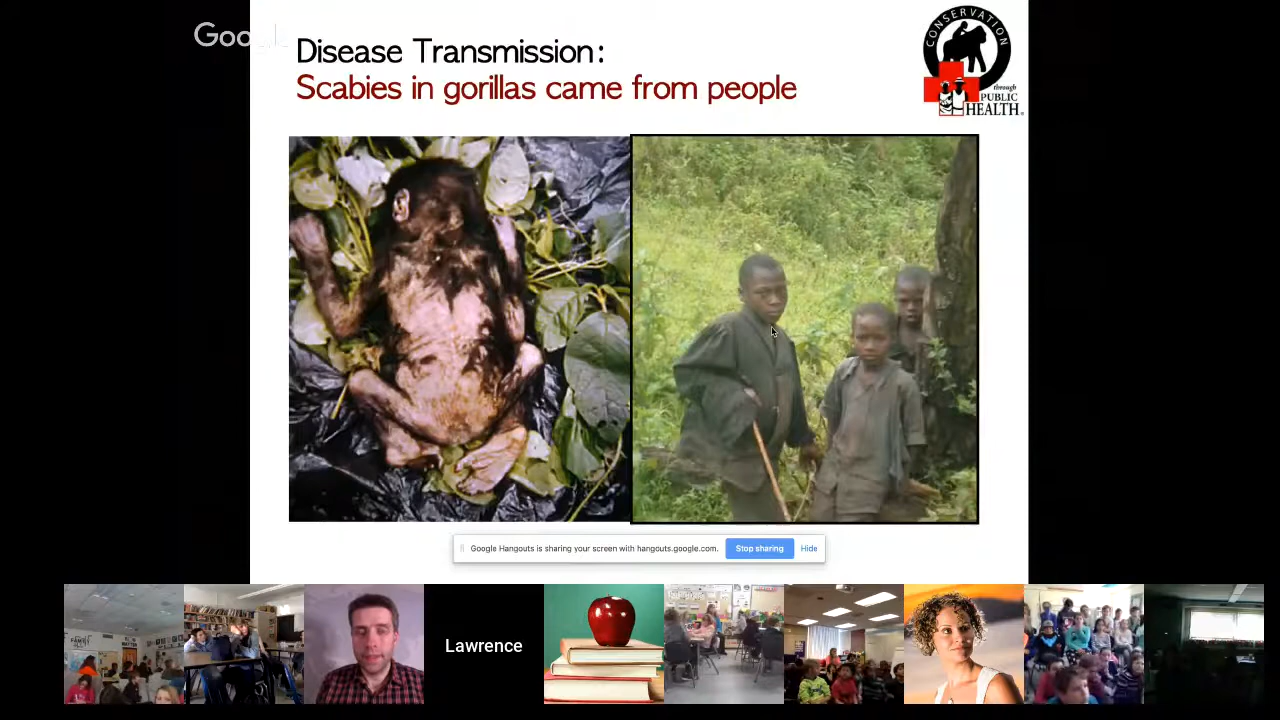 Disease Transmission:
Scabies in gorillas came from people
CONSERVATION
through
PUBLIC
HEALTH
Google Hangouts is sharing your screen with hangouts.google.com.
Stop sharing
Hide
Lawrence